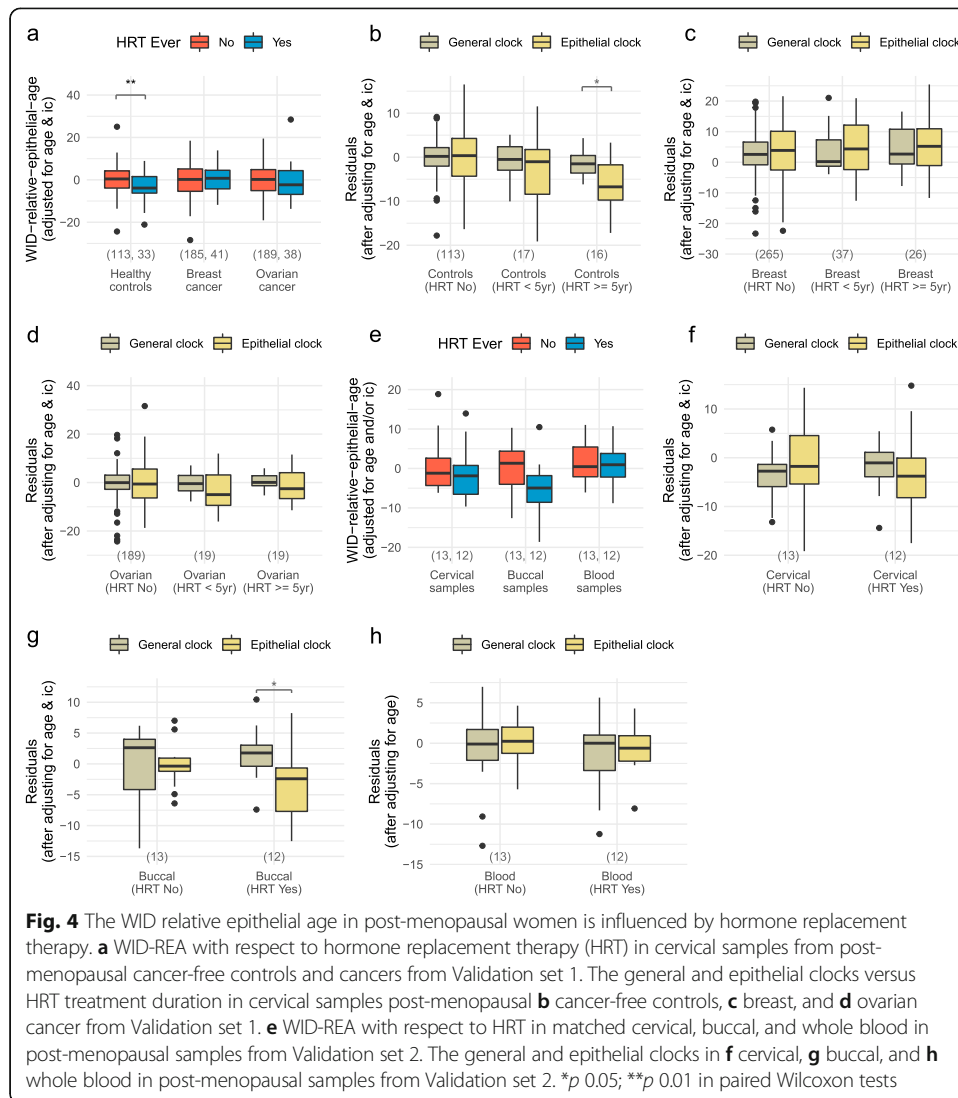 a
HRT Ever No Yes
WID−relative−epithelial−age
(adjusted for age & ic)
40
20
0
−20
**
(113, 33) (185, 41) (189, 38)
Healthy controls
Breast cancer
Ovarian cancer
b
General clock Epithelial clock
Residuals
(after adjusting for age & ic)
10
0
−10
−20
*
(113) (17) (16)
Controls (HRT No)
Controls (HRT < 5yr)
Controls (HRT >= 5yr)
c
General clock Epithelial clock
Residuals
(after adjusting for age & ic)
20
10
0
−10
−20
−30
(265) (37) (26)
Breast (HRT No)
Breast (HRT < 5yr)
Breast (HRT >= 5yr)
d
General clock Epithelial clock
Residuals
(after adjusting for age & ic)
40
20
0
−20
(189) (19) (19)
Ovarian (HRT No)
Ovarian (HRT < 5yr)
Ovarian (HRT >= 5yr)
e
HRT Ever No Yes
WID−relative−epithelial−age
(adjusted for age and/or ic)
20
10
0
−10
−20
(13, 12) (13, 12) (13, 12)
Cervical samples
Buccal samples
Blood samples
f
General clock Epithelial clock
Residuals
(after adjusting for age & ic)
10
0
−10
−20
(13) (12)
Cervical (HRT No)
Cervical (HRT Yes)
g
General clock Epithelial clock
Residuals
(after adjusting for age & ic)
10
5
0
−5
−10
−15
*
(13) (12)
Buccal (HRT No)
Buccal (HRT Yes)
h
General clock Epithelial clock
Residuals
(after adjusting for age)
5
0
−5
−10
(13) (12)
Blood (HRT No)
Blood (HRT Yes)
Fig. 4 The WID relative epithelial age in post-menopausal women is influenced by hormone replacement
therapy. a WID-REA with respect to hormone replacement therapy (HRT) in cervical samples from post-
menopausal cancer-free controls and cancers from Validation set 1. The general and epithelial clocks versus
HRT treatment duration in cervical samples post-menopausal b cancer-free controls, c breast, and d ovarian
cancer from Validation set 1. e WID-REA with respect to HRT in matched cervical, buccal, and whole blood in
post-menopausal samples from Validation set 2. The general and epithelial clocks in f cervical, g buccal, and h
whole blood in post-menopausal samples from Validation set 2. *p 0.05; **p 0.01 in paired Wilcoxon tests